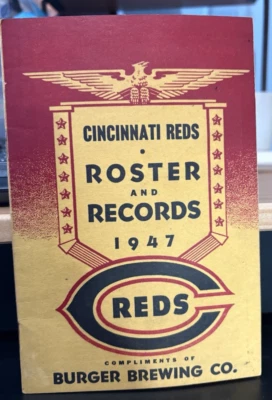 CINCINNATI REDS
•
ROSTER
AND
RECORDS
1947
REDS
COMPLIMENTS OF
BURGER BREWING CO.